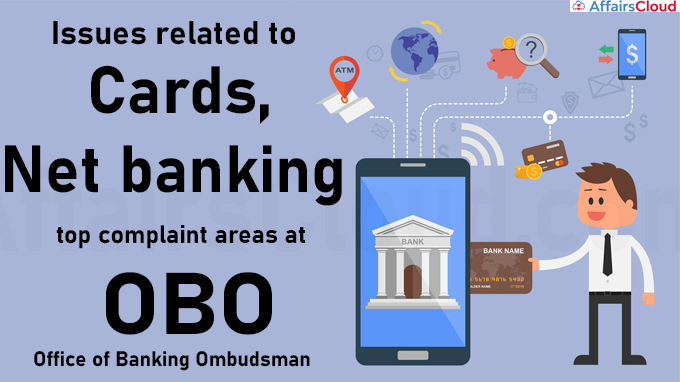 AffairsCloud
Issues related to
Cards,
Net banking
top complaint areas at
OBO
Office of Banking Ombudsman
ATM
?
$
BANK
BANK NAME